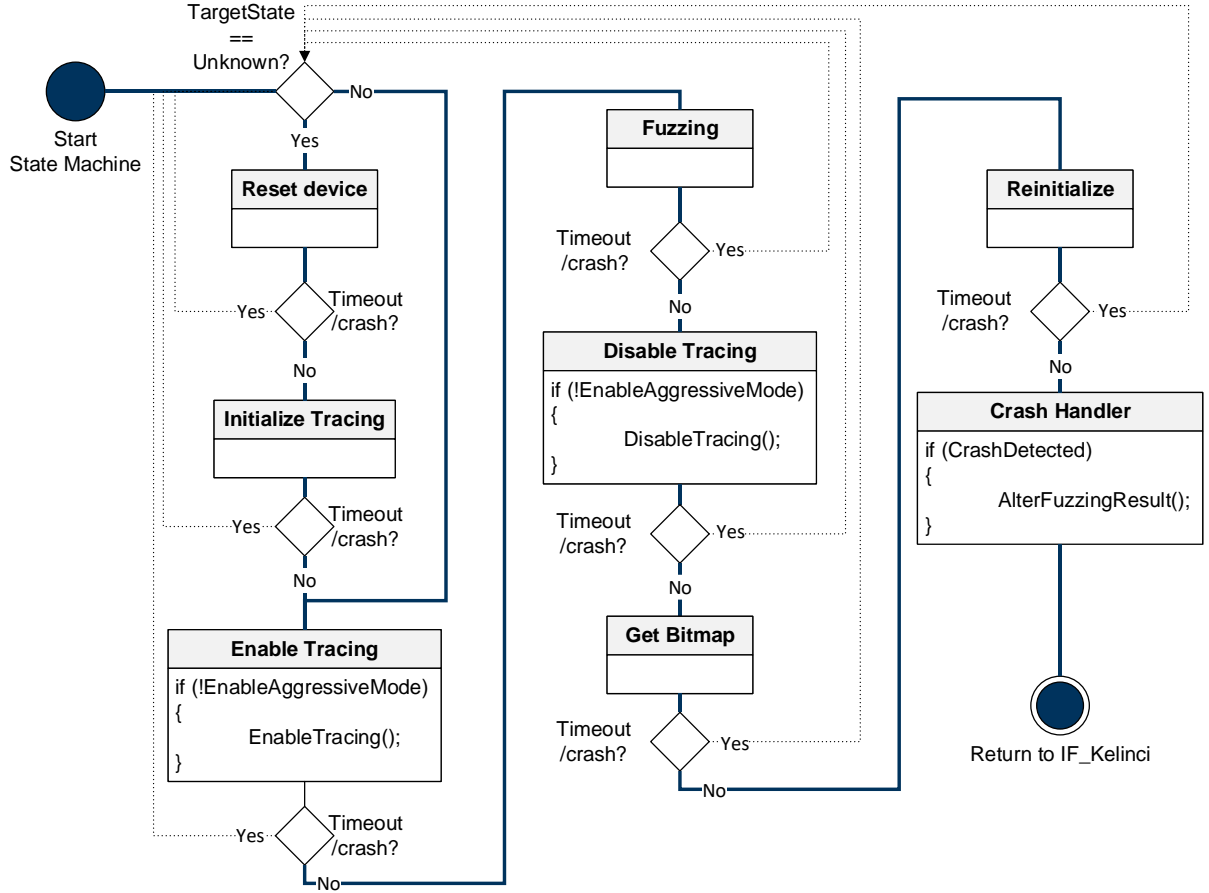 TargetState
==
Unknown?
No
Start
State Machine
Yes
Reset device
Timeout
/crash?
Yes
No
Initialize Tracing
Timeout
/crash?
Yes
No
Enable Tracing
if (!EnableAggressiveMode)
{
EnableTracing();
}
Timeout
/crash?
Yes
No
Fuzzing
Timeout
/crash?
Yes
No
Disable Tracing
if (!EnableAggressiveMode)
{
DisableTracing();
}
Timeout
/crash?
Yes
No
Get Bitmap
Timeout
/crash?
Yes
No
Reinitialize
Timeout
/crash?
Yes
No
Crash Handler
if (CrashDetected)
{
AlterFuzzingResult();
}
Return to IF_Kelinci